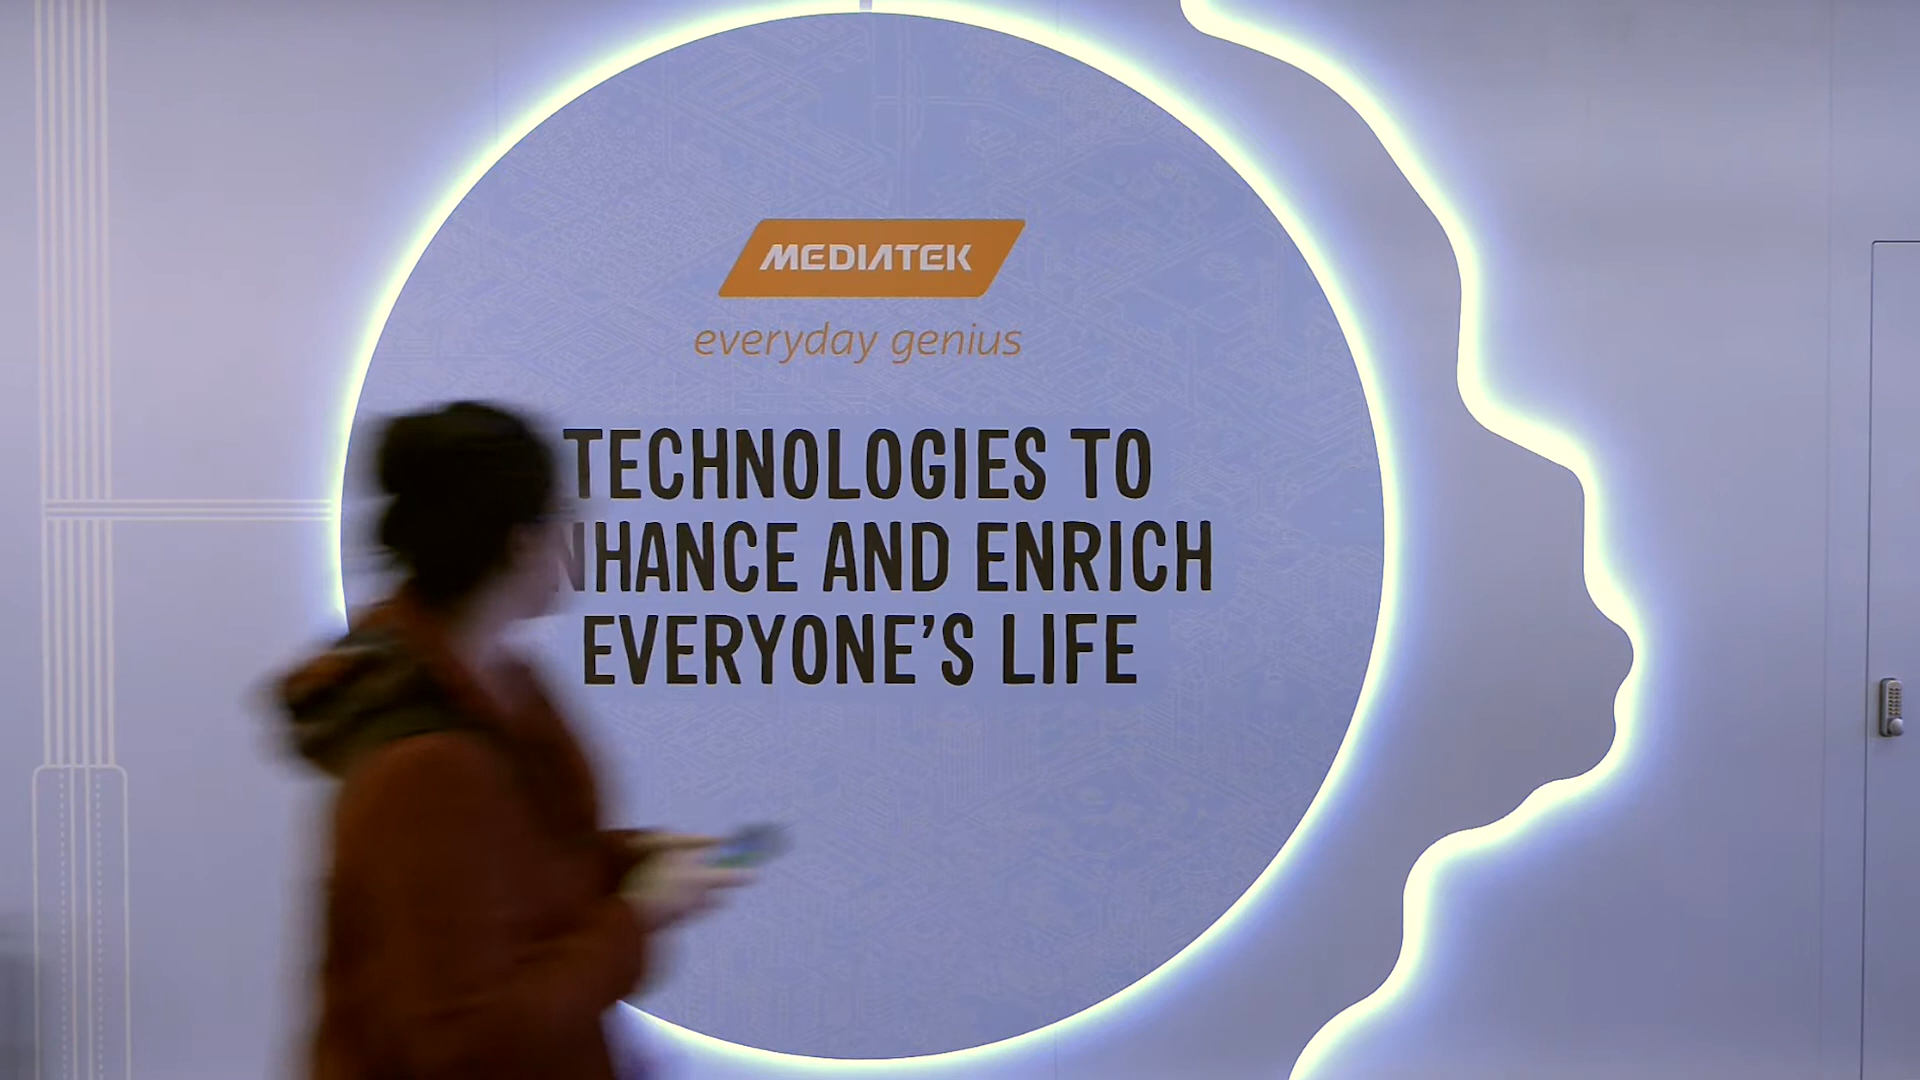 MEDIATEK
everyday genius
TECHNOLOGIES TO
NHANCE AND ENRICH
EVERYONE'S LIFE